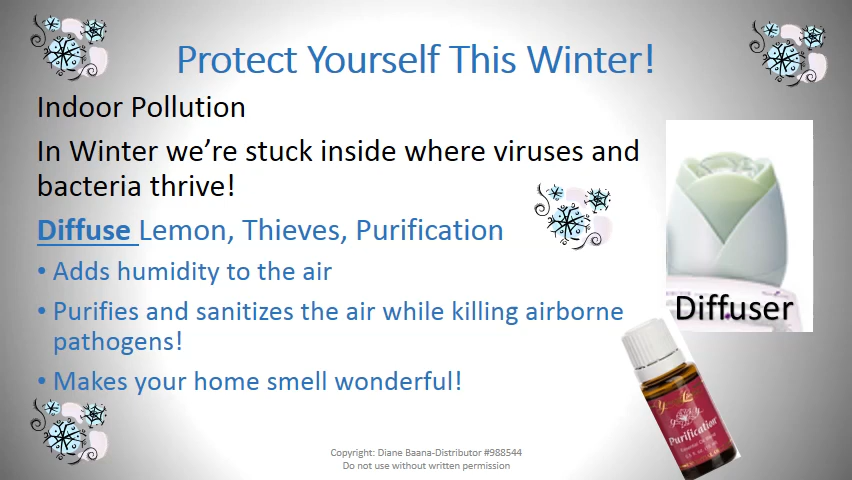 Protect Yourself This Winter!
Indoor Pollution
In Winter we're stuck inside where viruses and
bacteria thrive!
Diffuse Lemon, Thieves, Purification
• Adds humidity to the air
• Purifies and sanitizes the air while killing airborne
pathogens!
• Makes your home smell wonderful!
Diffuser
Purification
Copyright: Diane Baana-Distributor #988544
Do not use without written permission